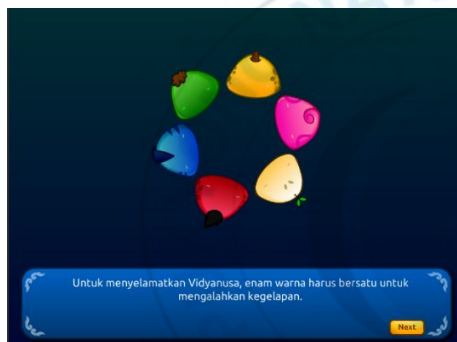 Untuk menyelamatkan Vidyanusa, enam warna harus bersatu untuk
mengalahkan kegelapan.
Next